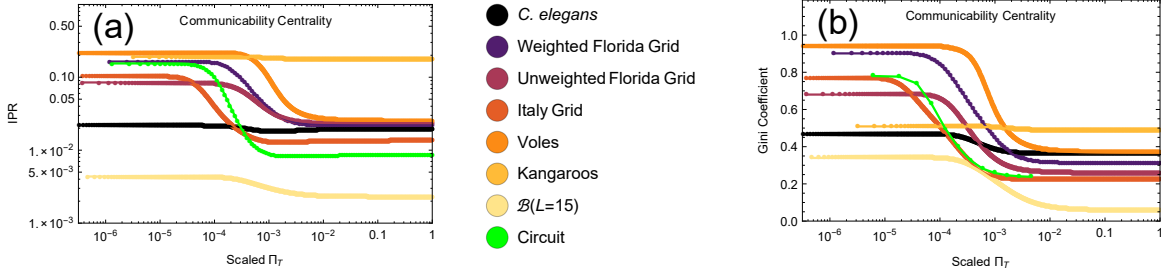 (a)
Communicability Centrality
IPR
0.50
0.10
0.05
1.×10⁻²
5.×10⁻³
1.×10⁻³
10⁻⁶
10⁻⁵
10⁻⁴
10⁻³
10⁻²
0.1
1
Scaled Π_T
C. elegans
Weighted Florida Grid
Unweighted Florida Grid
Italy Grid
Voles
Kangaroos
ℬ(L=15)
Circuit
(b)
Communicability Centrality
Gini Coefficient
1.0
0.8
0.6
0.4
0.2
0.0
10⁻⁶
10⁻⁵
10⁻⁴
10⁻³
10⁻²
0.1
1
Scaled Π_T